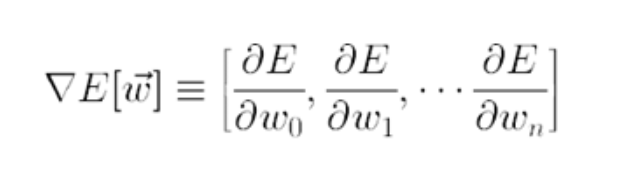 ∇E[w⃗] ≡ [∂E/∂w₀, ∂E/∂w₁, ⋯ ∂E/∂wₙ]